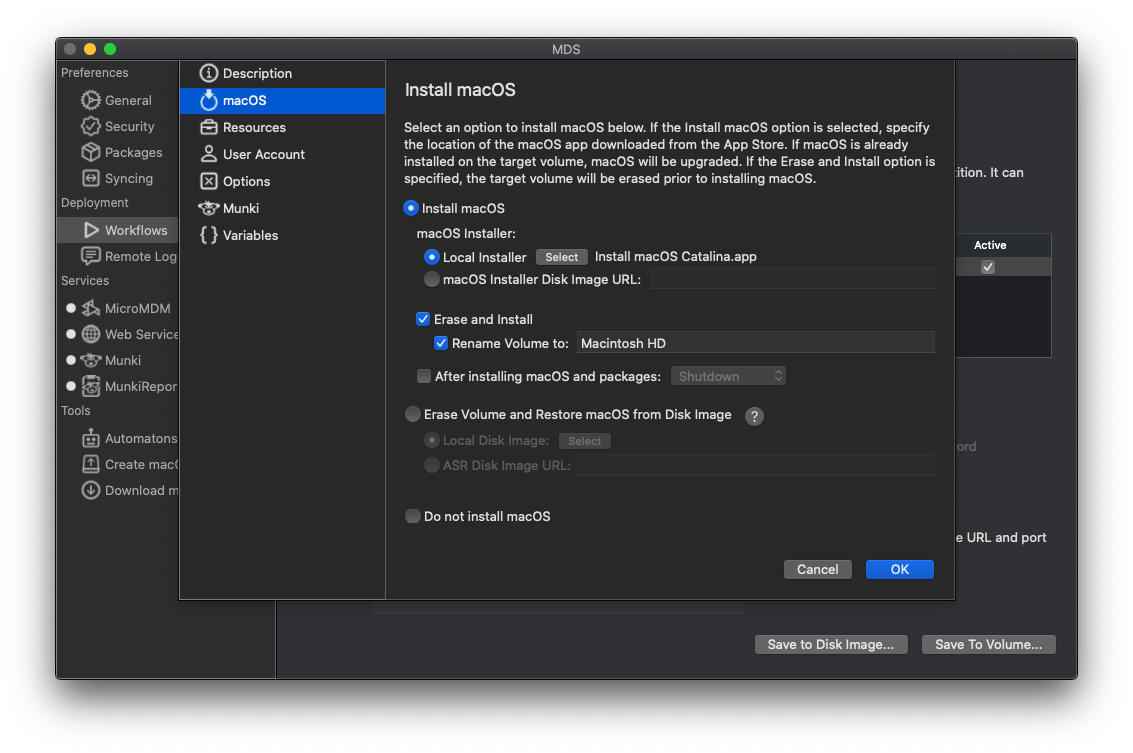 MDS
Preferences
General
Security
Packages
Syncing
Deployment
Workflows
Remote Log
Services
MicroMDM
Web Service
Munki
MunkiRepor
Tools
Automatons
Create mac
Download m
Description
macOS
Resources
User Account
Options
Munki
Variables
Install macOS
Select an option to install macOS below. If the Install macOS option is selected, specify
the location of the macOS app downloaded from the App Store. If macOS is already
installed on the target volume, macOS will be upgraded. If the Erase and Install option is
specified, the target volume will be erased prior to installing macOS.
Install macOS
macOS Installer:
Local Installer Select Install macOS Catalina.app
macOS Installer Disk Image URL:
Erase and Install
Rename Volume to: Macintosh HD
After installing macOS and packages: Shutdown
Erase Volume and Restore macOS from Disk Image ?
Local Disk Image: Select
ASR Disk Image URL:
Do not install macOS
Cancel OK
ition. It can
Active
ord
e URL and port
Save to Disk Image... Save To Volume...